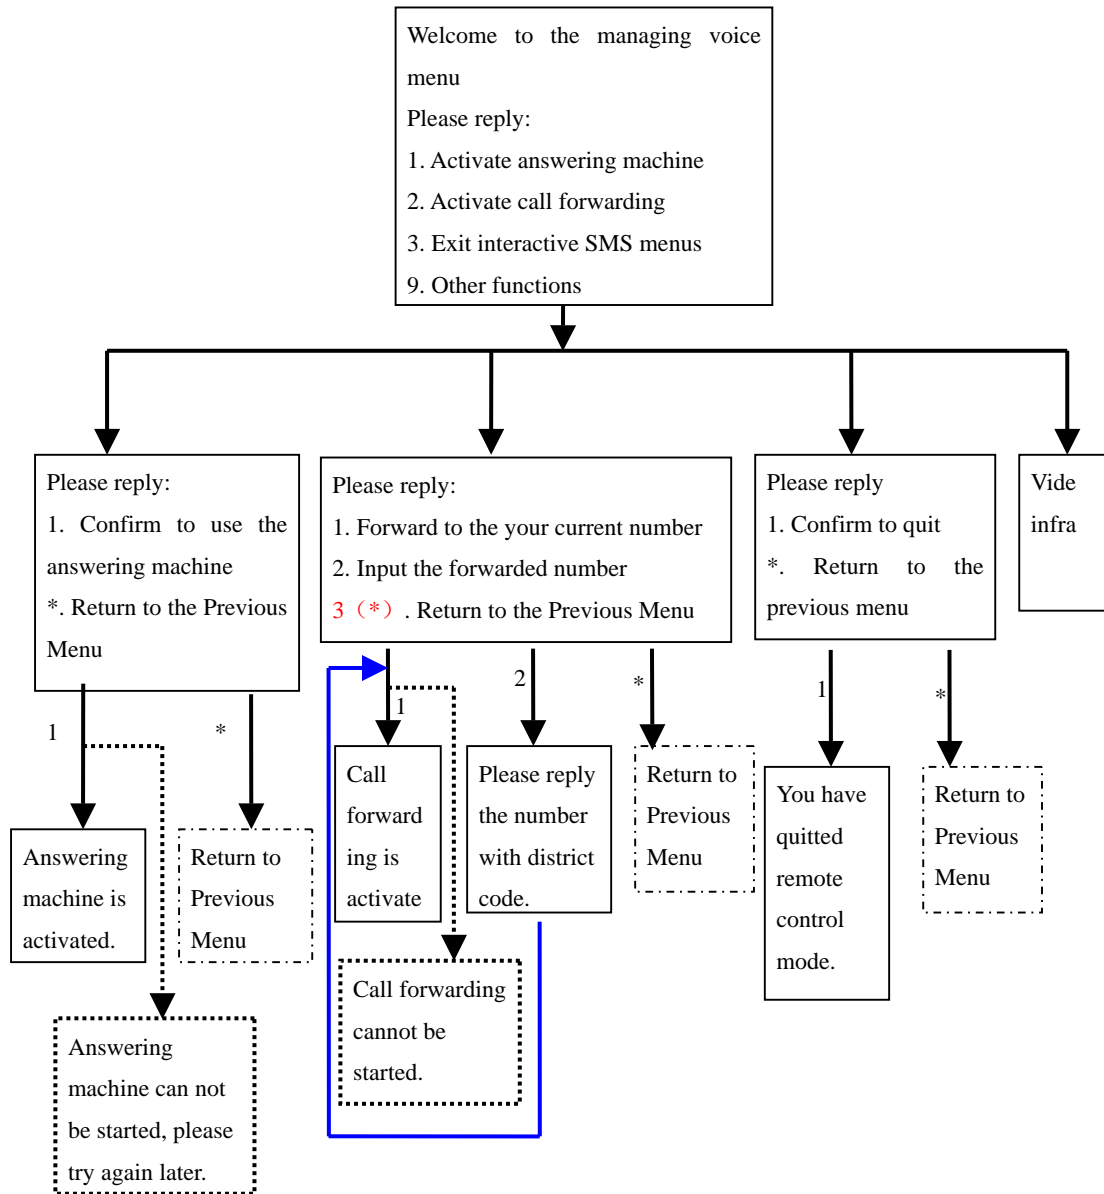 Welcome to the managing voice
menu
Please reply:
1. Activate answering machine
2. Activate call forwarding
3. Exit interactive SMS menus
9. Other functions
Please reply:
1. Confirm to use the
answering machine
*. Return to the Previous
Menu
Please reply:
1. Forward to the your current number
2. Input the forwarded number
3（*）. Return to the Previous Menu
Please reply
1. Confirm to quit
*. Return to the
previous menu
Vide
infra
1
*
1
2
*
1
*
Answering
machine is
activated.
Return to
Previous
Menu
Call
forward
ing is
activate
Please reply
the number
with district
code.
Return to
Previous
Menu
You have
quitted
remote
control
mode.
Return to
Previous
Menu
Answering
machine can not
be started, please
try again later.
Call forwarding
cannot be
started.